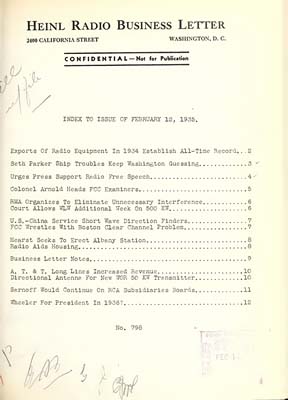 HEINL RADIO BUSINESS LETTER
2400 CALIFORNIA STREET WASHINGTON, D. C.
CONFIDENTIAL—Not for Publication
INDEX TO ISSUE OF FEBRUARY 12, 1935.
Exports Of Radio Equipment In 1934 Establish All-Time Record...2
Seth Parker Ship Troubles Keep Washington Guessing.............3
Urges Press Support Radio Free Speech..........................4
Colonel Arnold Heads FCC Examiners.............................5
RMA Organizes To Eliminate Unnecessary Interference............6
Court Allows WLW Additional Week On 500 KW.....................6
U.S.-China Service Short Wave Direction Finders................7
FCC Wrestles With Boston Clear Channel Problem.................7
Hearst Seeks To Erect Albany Station...........................8
Radio Aids Housing.............................................8
Business Letter Notes..........................................9
A. T. & T. Long Lines Increased Revenue.......................10
Directional Antenna For New WOR 50 KW Transmitter.............10
Sarnoff Would Continue On RCA Subsidiaries Boards.............11
Wheeler For President In 1936?................................12
No. 798
FEB 1